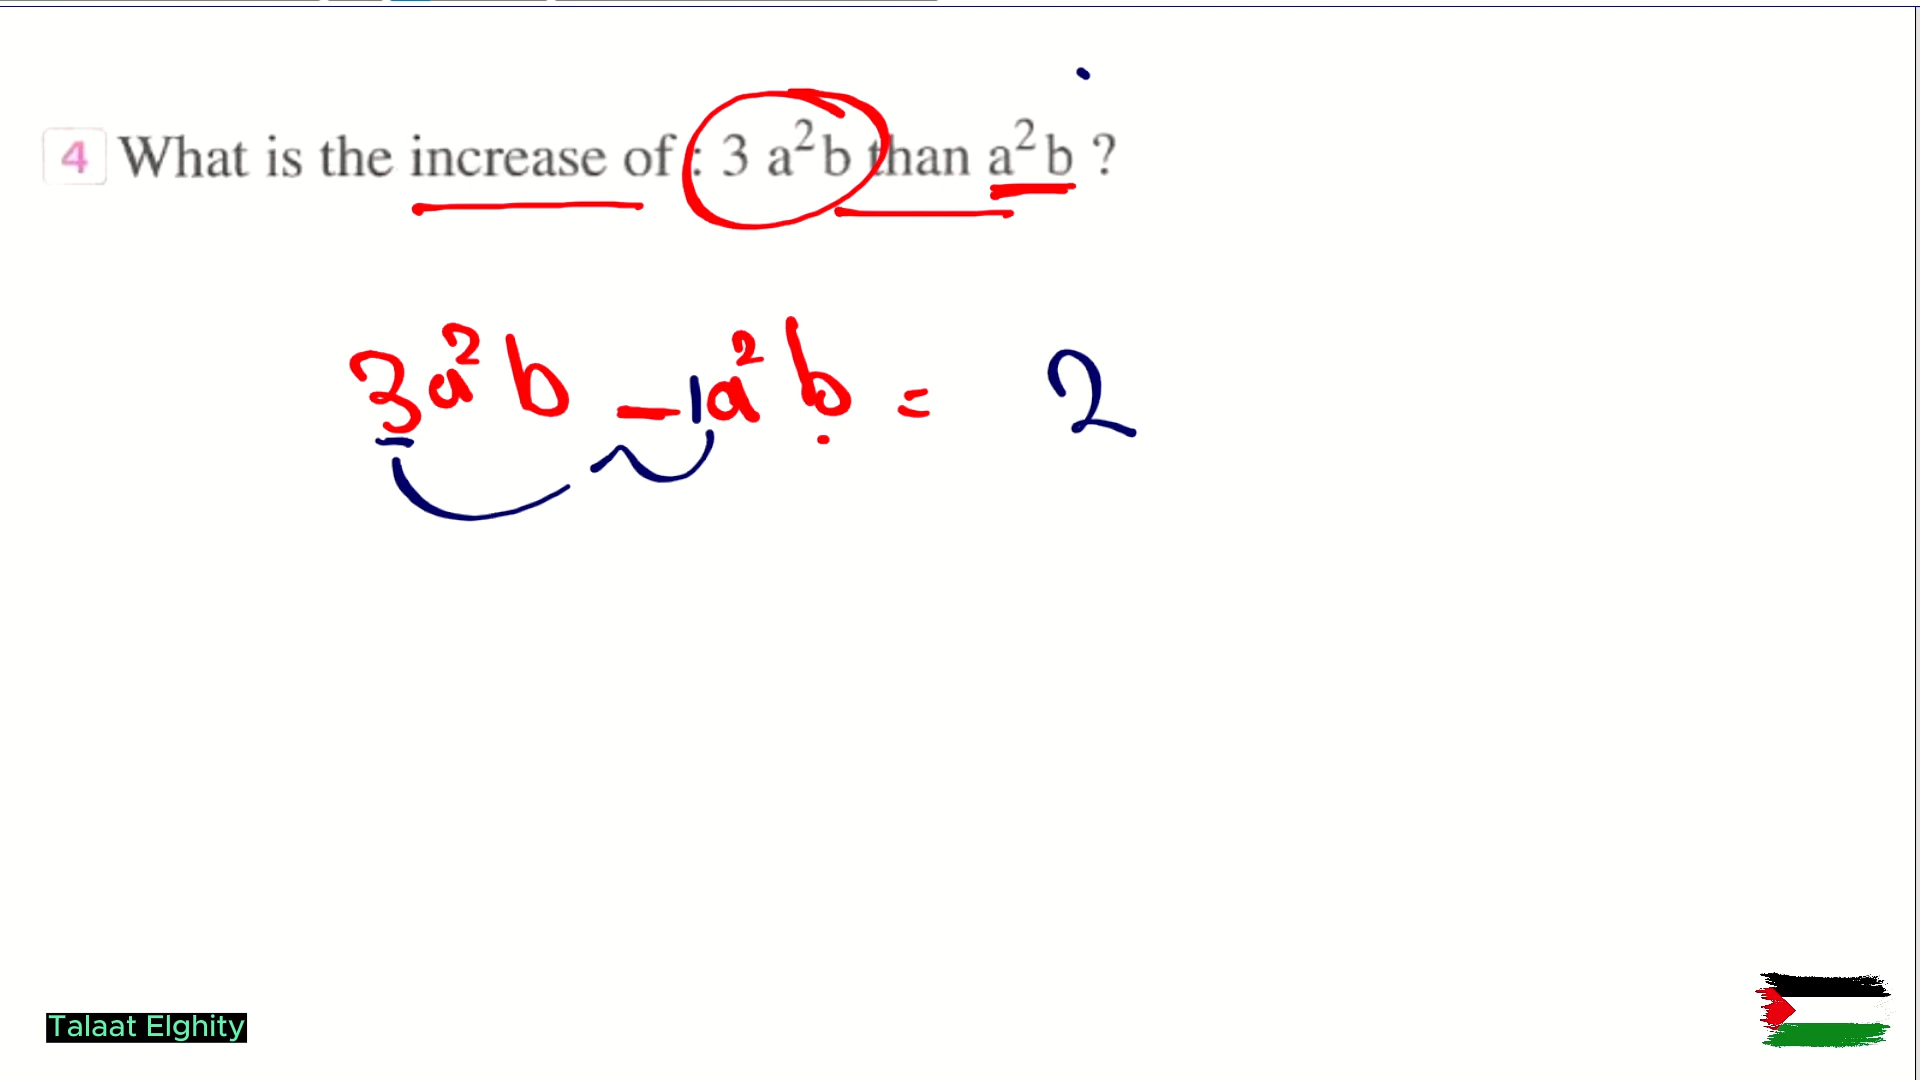 4 What is the increase of : 3 a²b than a²b ?
3a²b - 1a²b = 2
Talaat Elghity